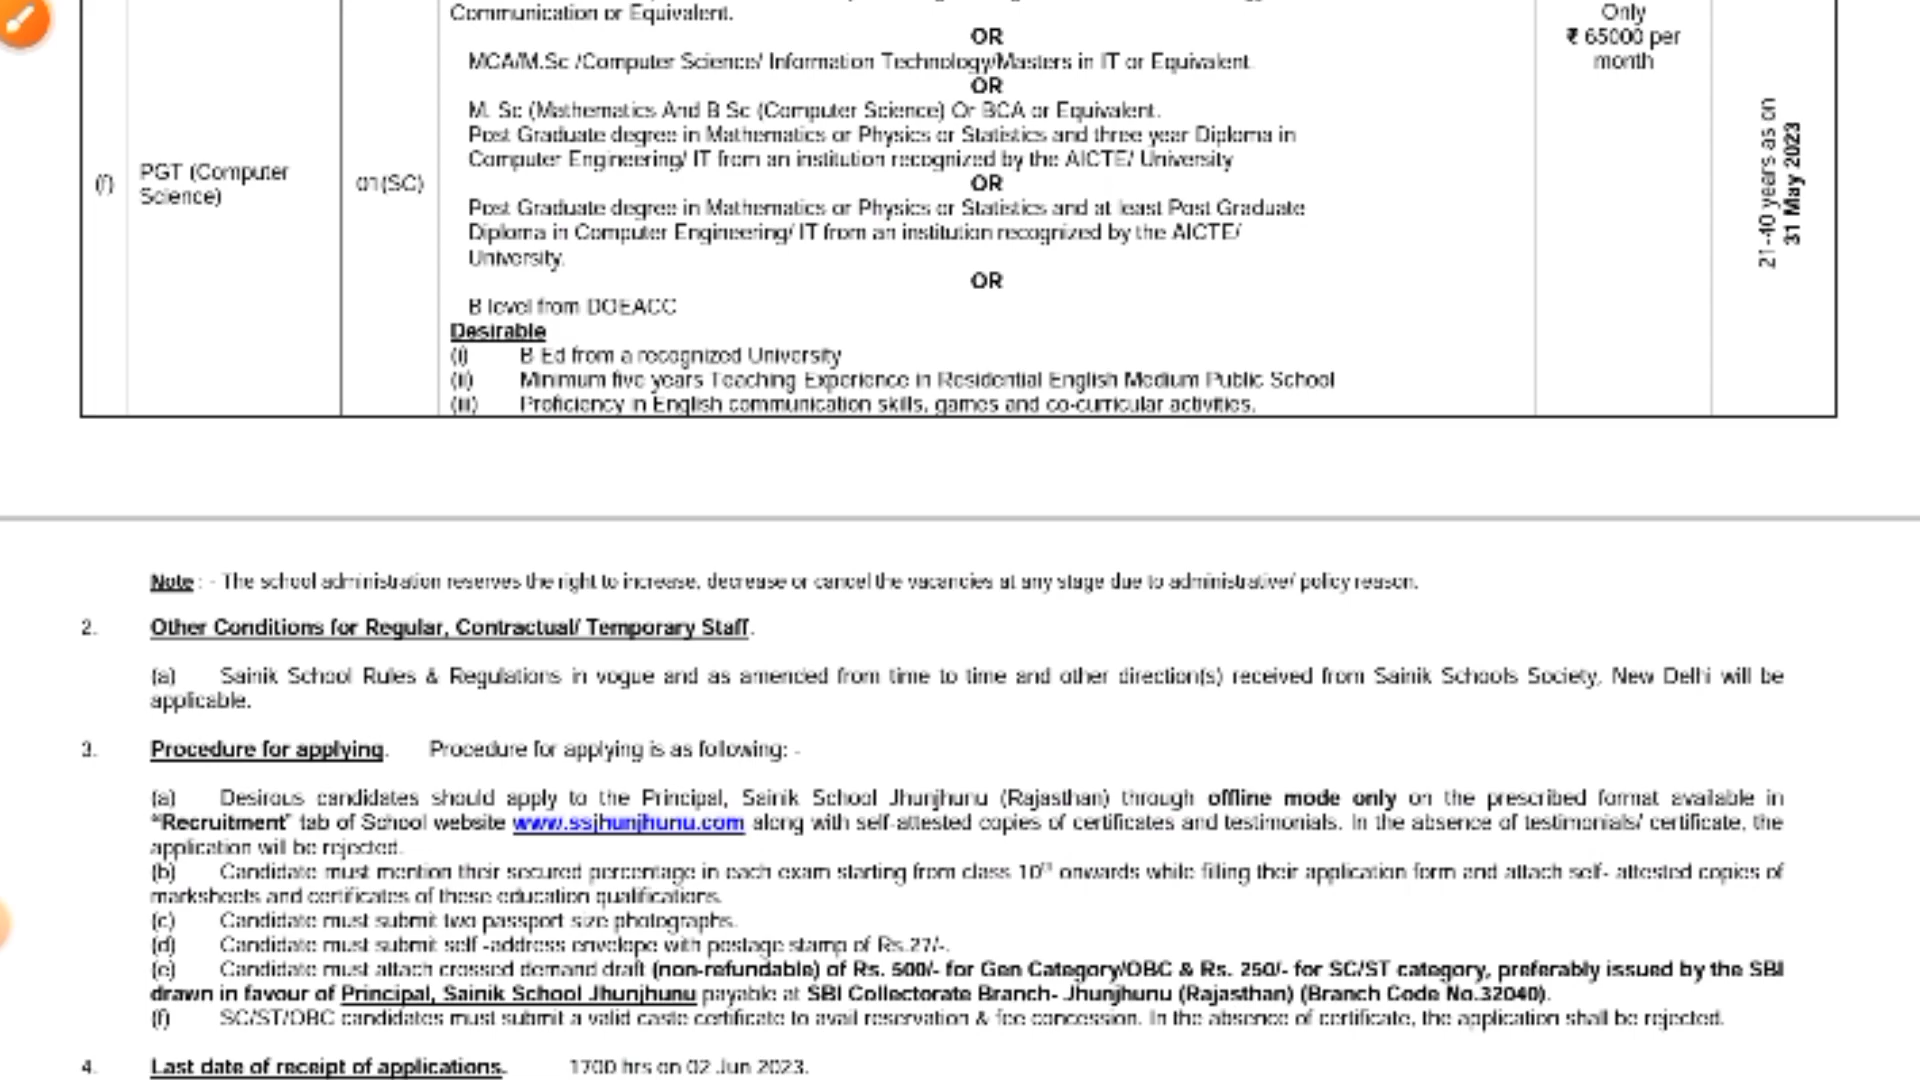 Communication or Equivalent.
OR
MCA/M.Sc /Computer Science/ Information Technology/Masters in IT or Equivalent.
OR
M. Sc (Mathematics And B Sc (Computer Science) Or BCA or Equivalent.
Post Graduate degree in Mathematics or Physics or Statistics and three year Diploma in
Computer Engineering/ IT from an institution recognized by the AICTE/ University
OR
Post Graduate degree in Mathematics or Physics or Statistics and at least Post Graduate
Diploma in Computer Engineering/ IT from an institution recognized by the AICTE/
University.
OR
B level from DOEACC
Desirable
(i) B Ed from a recognized University
(ii) Minimum five years Teaching Experience in Residential English Medium Public School
(iii) Proficiency in English communication skills, games and co-curricular activities.
(f)
PGT (Computer
Science)
01(SC)
Only
₹ 65000 per
month
21-40 years as on
31 May 2023
Note : - The school administration reserves the right to increase, decrease or cancel the vacancies at any stage due to administrative/ policy reason.
2. Other Conditions for Regular, Contractual/ Temporary Staff.
(a) Sainik School Rules & Regulations in vogue and as amended from time to time and other direction(s) received from Sainik Schools Society, New Delhi will be
applicable.
3. Procedure for applying. Procedure for applying is as following: -
(a) Desirous candidates should apply to the Principal, Sainik School Jhunjhunu (Rajasthan) through offline mode only on the prescribed format available in
"Recruitment" tab of School website www.ssjhunjhunu.com along with self-attested copies of certificates and testimonials. In the absence of testimonials/ certificate, the
application will be rejected.
(b) Candidate must mention their secured percentage in each exam starting from class 10th onwards while filling their application form and attach self- attested copies of
marksheets and certificates of these education qualifications.
(c) Candidate must submit two passport size photographs.
(d) Candidate must submit self -address envelope with postage stamp of Rs.27/-.
(e) Candidate must attach crossed demand draft (non-refundable) of Rs. 500/- for Gen Category/OBC & Rs. 250/- for SC/ST category, preferably issued by the SBI
drawn in favour of Principal, Sainik School Jhunjhunu payable at SBI Collectorate Branch- Jhunjhunu (Rajasthan) (Branch Code No.32040).
(f) SC/ST/OBC candidates must submit a valid caste certificate to avail reservation & fee concession. In the absence of certificate, the application shall be rejected.
4. Last date of receipt of applications. 1700 hrs on 02 Jun 2023.